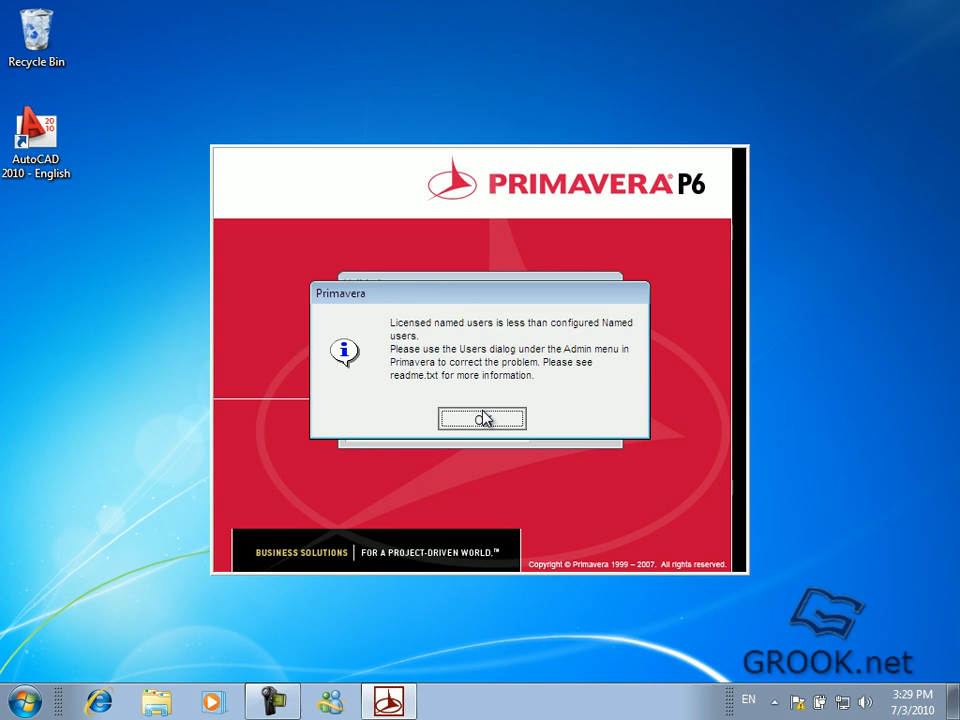 Recycle Bin
20
10
AutoCAD
2010 - English
PRIMAVERA® P6
Primavera
Licensed named users is less than configured Named
users.
Please use the Users dialog under the Admin menu in
Primavera to correct the problem. Please see
readme.txt for more information.
BUSINESS SOLUTIONS | FOR A PROJECT-DRIVEN WORLD.™
Copyright © Primavera 1999 – 2007. All rights reserved.
GROOK.net
EN
3:29 PM
7/3/2010